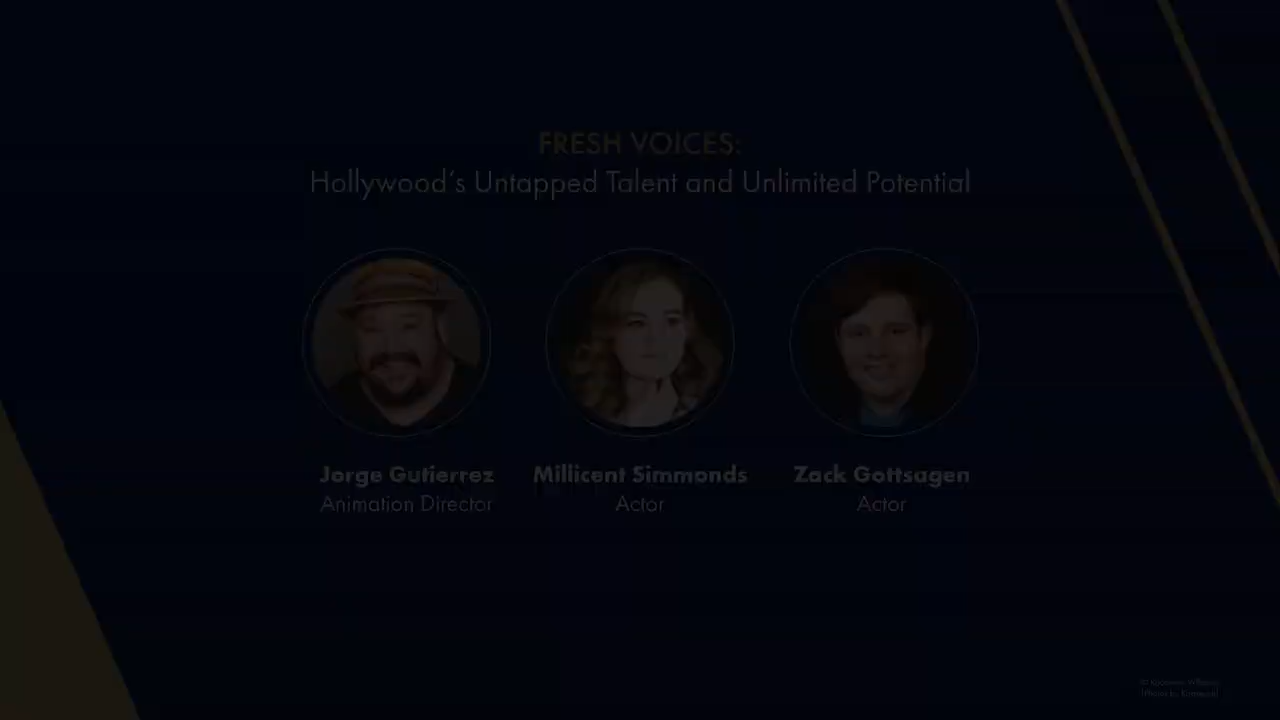 FRESH VOICES:
Hollywood's Untapped Talent and Unlimited Potential
Jorge Gutierrez
Millicent Simmonds
Zack Gottsagen
Animation Director
Actor
Actor